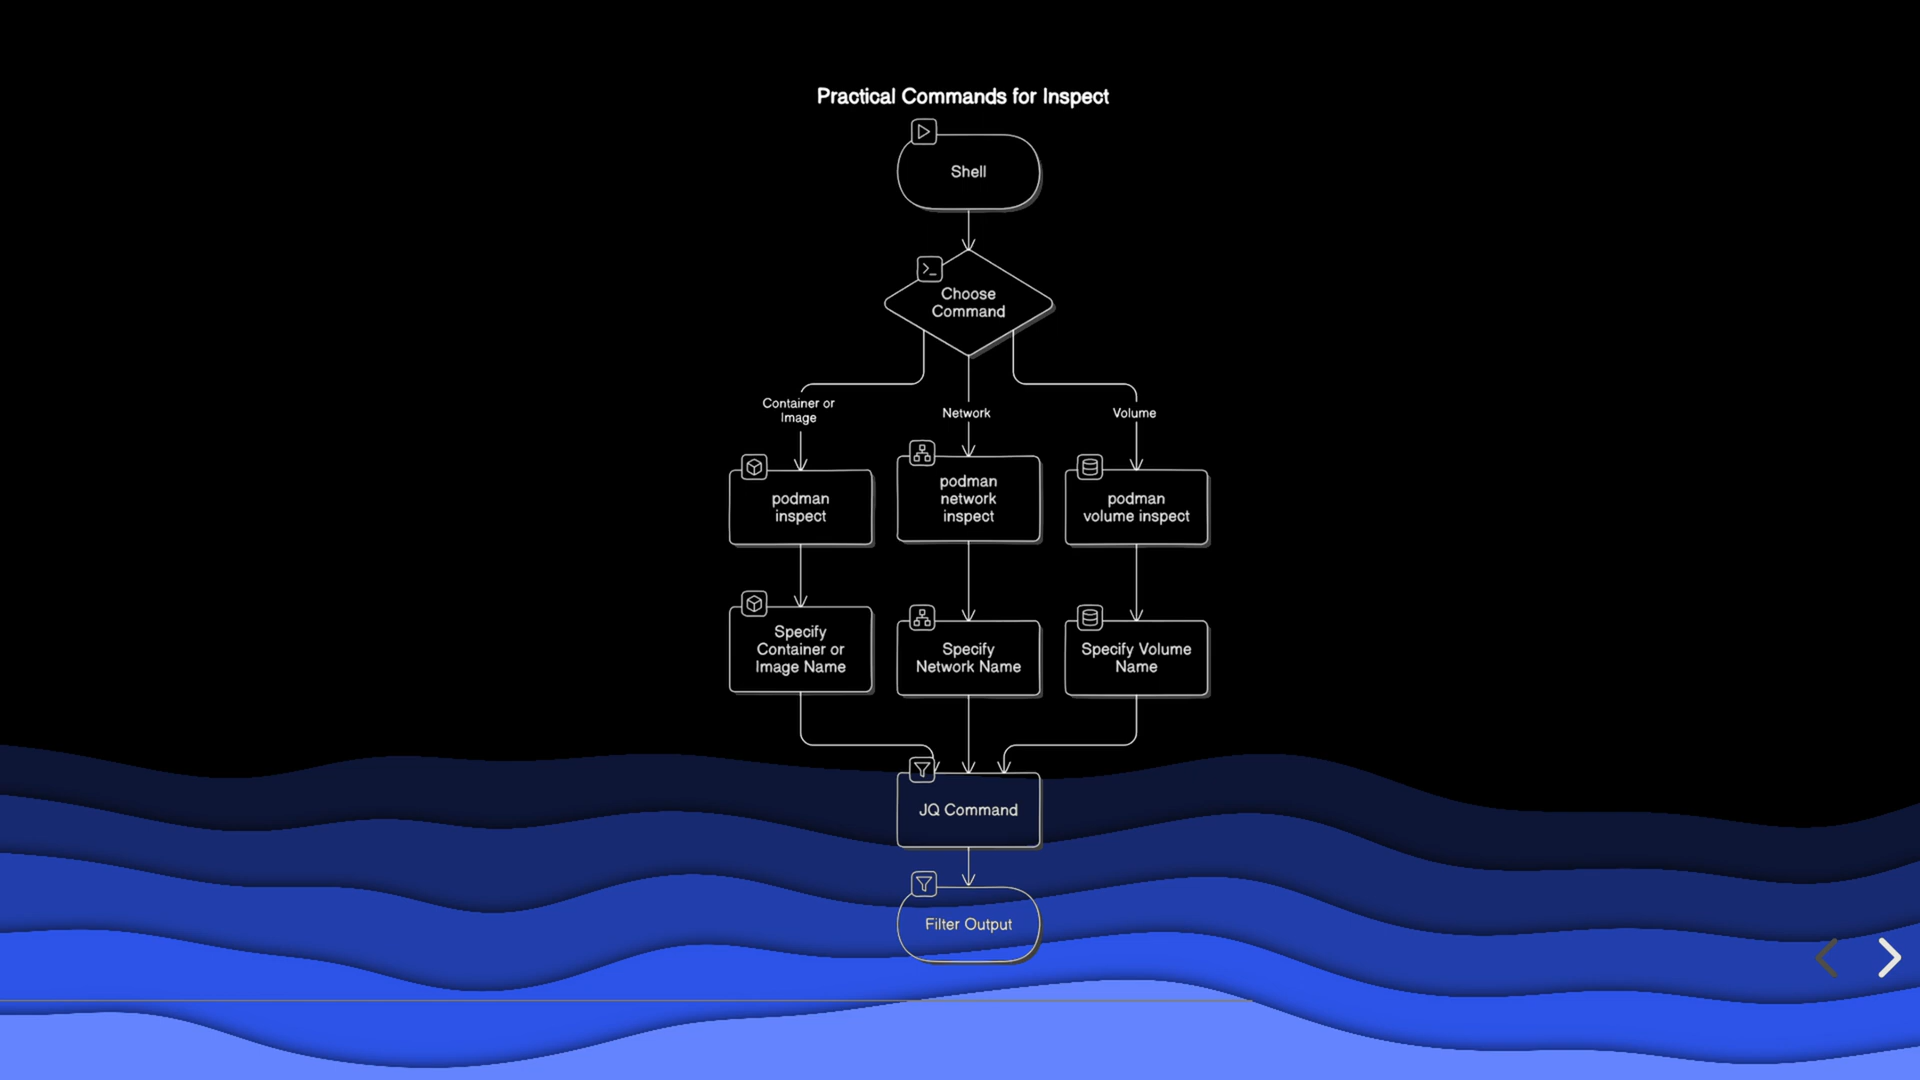 Practical Commands for Inspect
Shell
Choose
Command
Container or
Image
Network
Volume
podman
inspect
podman
network
inspect
podman
volume inspect
Specify
Container or
Image Name
Specify
Network Name
Specify Volume
Name
JQ Command
Filter Output